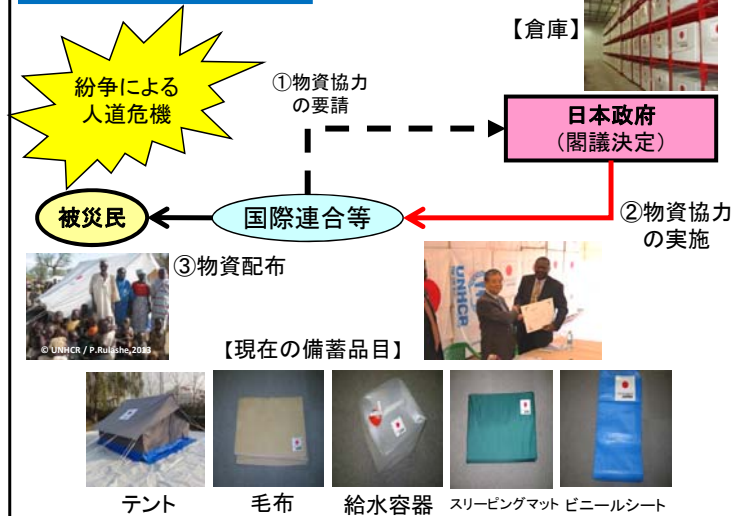 【倉庫】
紛争による
人道危機
①物資協力
の要請
日本政府
（閣議決定）
被災民
国際連合等
②物資協力
の実施
③物資配布
© UNHCR / P.Rulashe,2013
UNHCR
【現在の備蓄品目】
テント
毛布
給水容器
スリーピングマット
ビニールシート